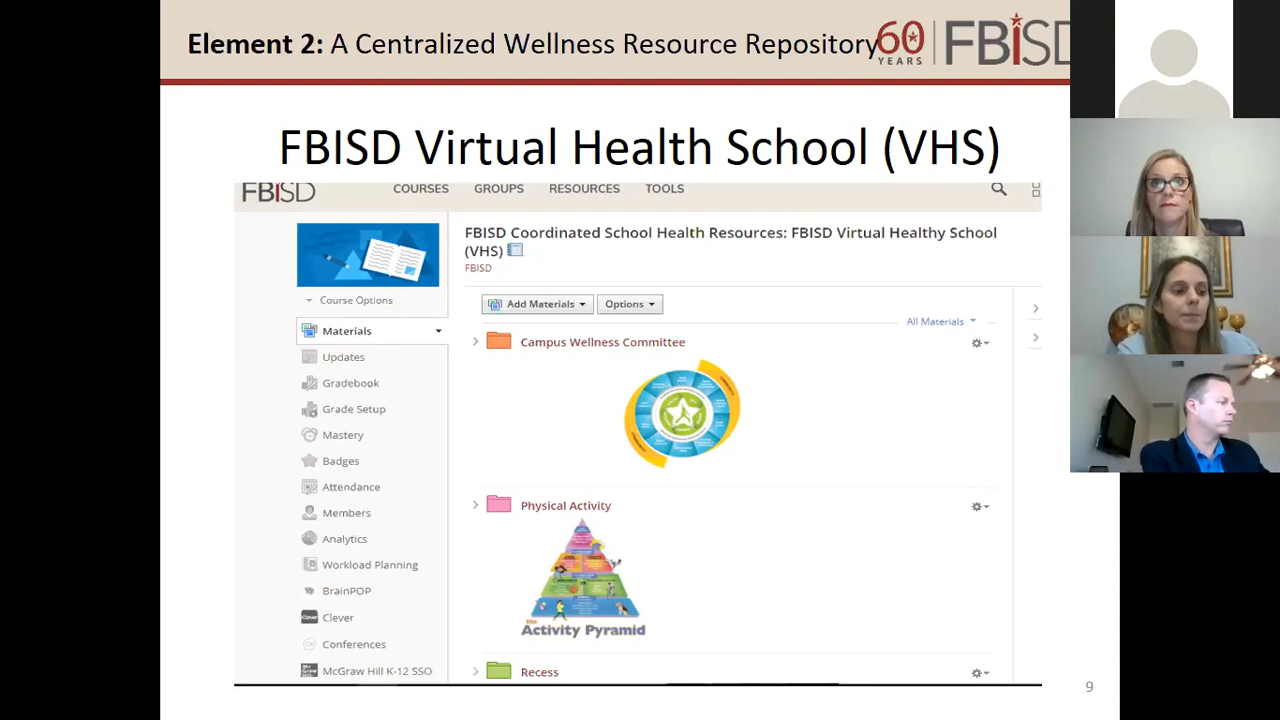 Element 2: A Centralized Wellness Resource Repository
60
YEARS
FBISD
FBISD Virtual Health School (VHS)
FBISD
COURSES
GROUPS
RESOURCES
TOOLS
FBISD Coordinated School Health Resources: FBISD Virtual Healthy School
(VHS)
FBISD
Course Options
Add Materials
Options
All Materials
Materials
Updates
Gradebook
Grade Setup
Mastery
Badges
Attendance
Members
Analytics
Workload Planning
BrainPOP
Clever
Conferences
McGraw Hill K-12 SSO
Campus Wellness Committee
Physical Activity
the
Activity Pyramid
Recess
9